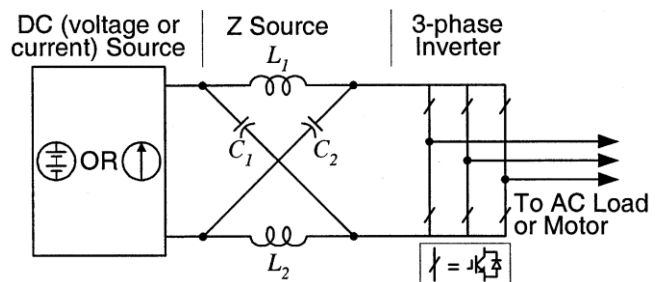 DC (voltage or
current) Source
Z Source
3-phase
Inverter
L1
OR
C1
C2
To AC Load
or Motor
L2
=